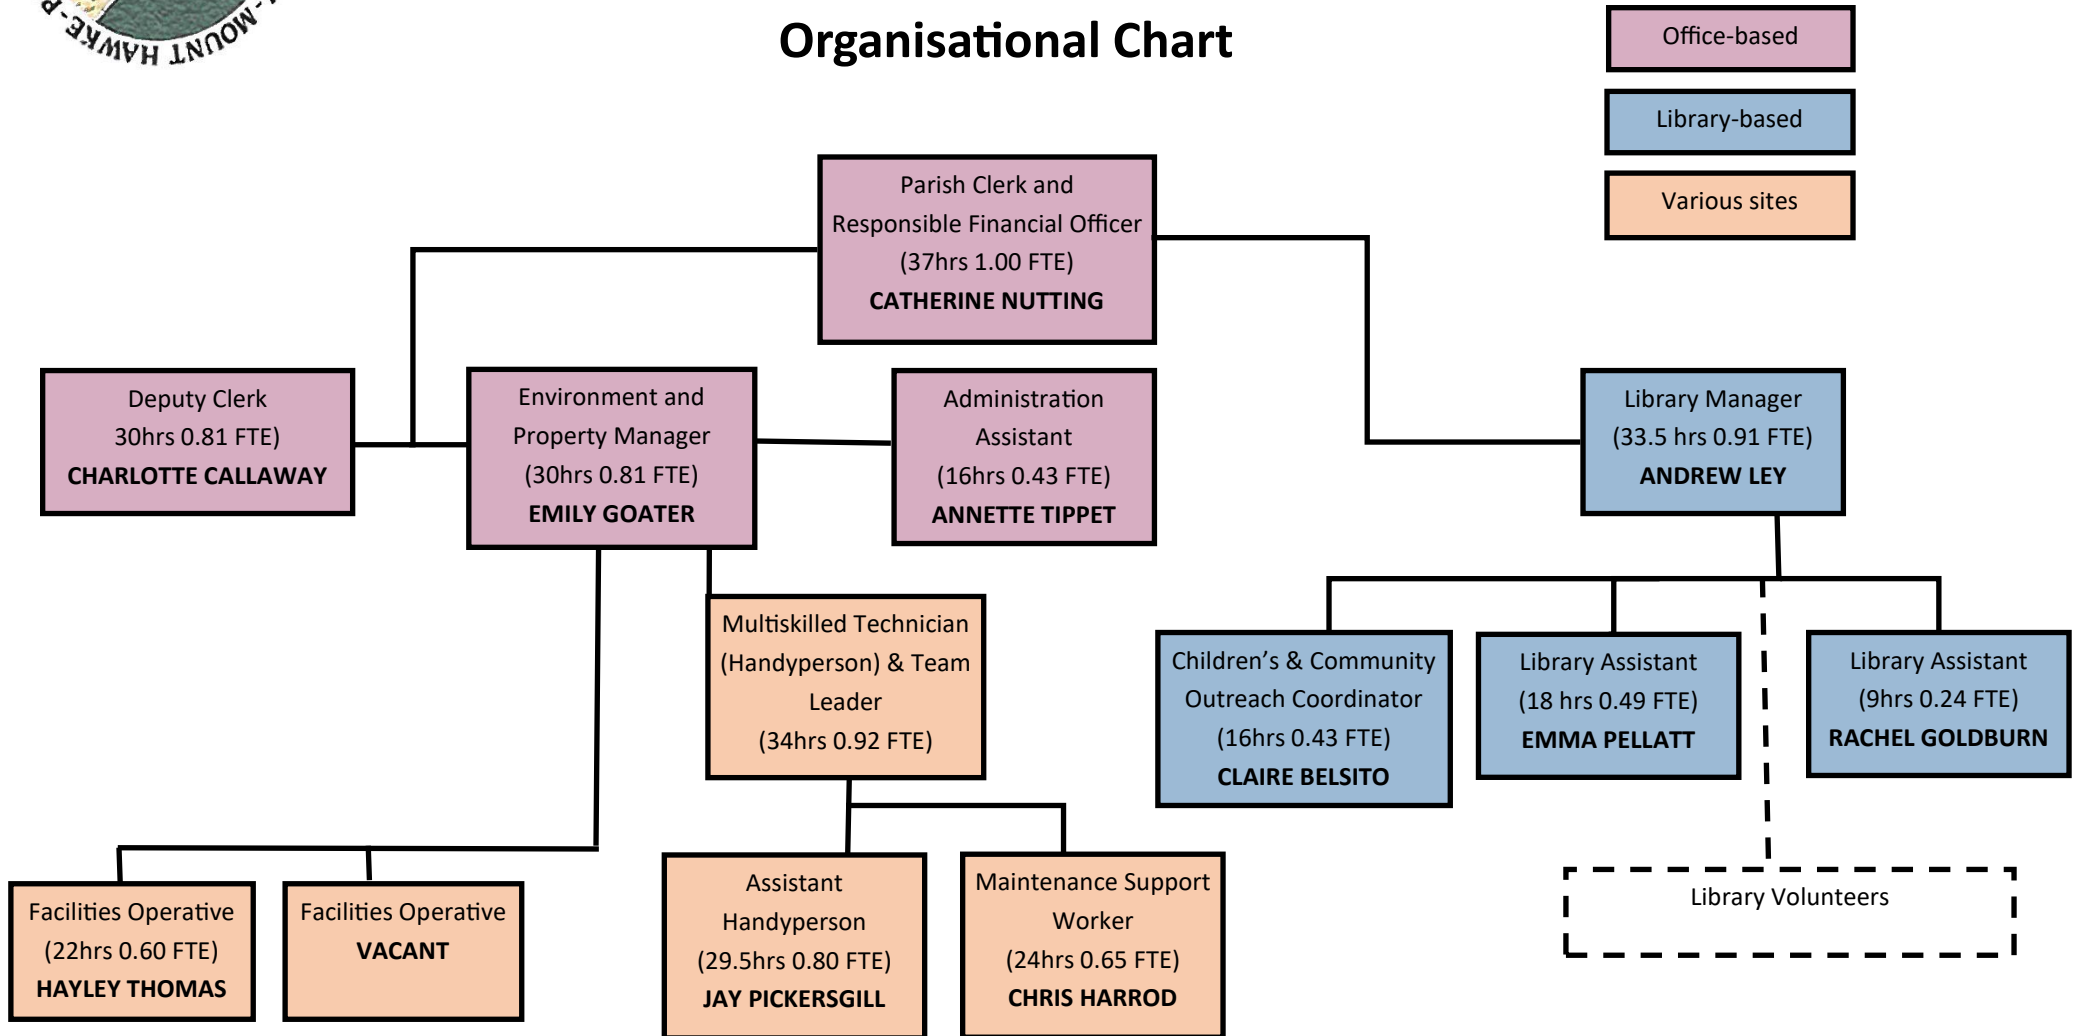 -MOUNT HAWKE-P
Organisational Chart
Office-based
Library-based
Various sites
Parish Clerk and
Responsible Financial Officer
(37hrs 1.00 FTE)
CATHERINE NUTTING
Deputy Clerk
30hrs 0.81 FTE)
CHARLOTTE CALLAWAY
Environment and
Property Manager
(30hrs 0.81 FTE)
EMILY GOATER
Administration
Assistant
(16hrs 0.43 FTE)
ANNETTE TIPPET
Library Manager
(33.5 hrs 0.91 FTE)
ANDREW LEY
Multiskilled Technician
(Handyperson) & Team
Leader
(34hrs 0.92 FTE)
Children’s & Community
Outreach Coordinator
(16hrs 0.43 FTE)
CLAIRE BELSITO
Library Assistant
(18 hrs 0.49 FTE)
EMMA PELLATT
Library Assistant
(9hrs 0.24 FTE)
RACHEL GOLDBURN
Facilities Operative
(22hrs 0.60 FTE)
HAYLEY THOMAS
Facilities Operative
VACANT
Assistant
Handyperson
(29.5hrs 0.80 FTE)
JAY PICKERSGILL
Maintenance Support
Worker
(24hrs 0.65 FTE)
CHRIS HARROD
Library Volunteers